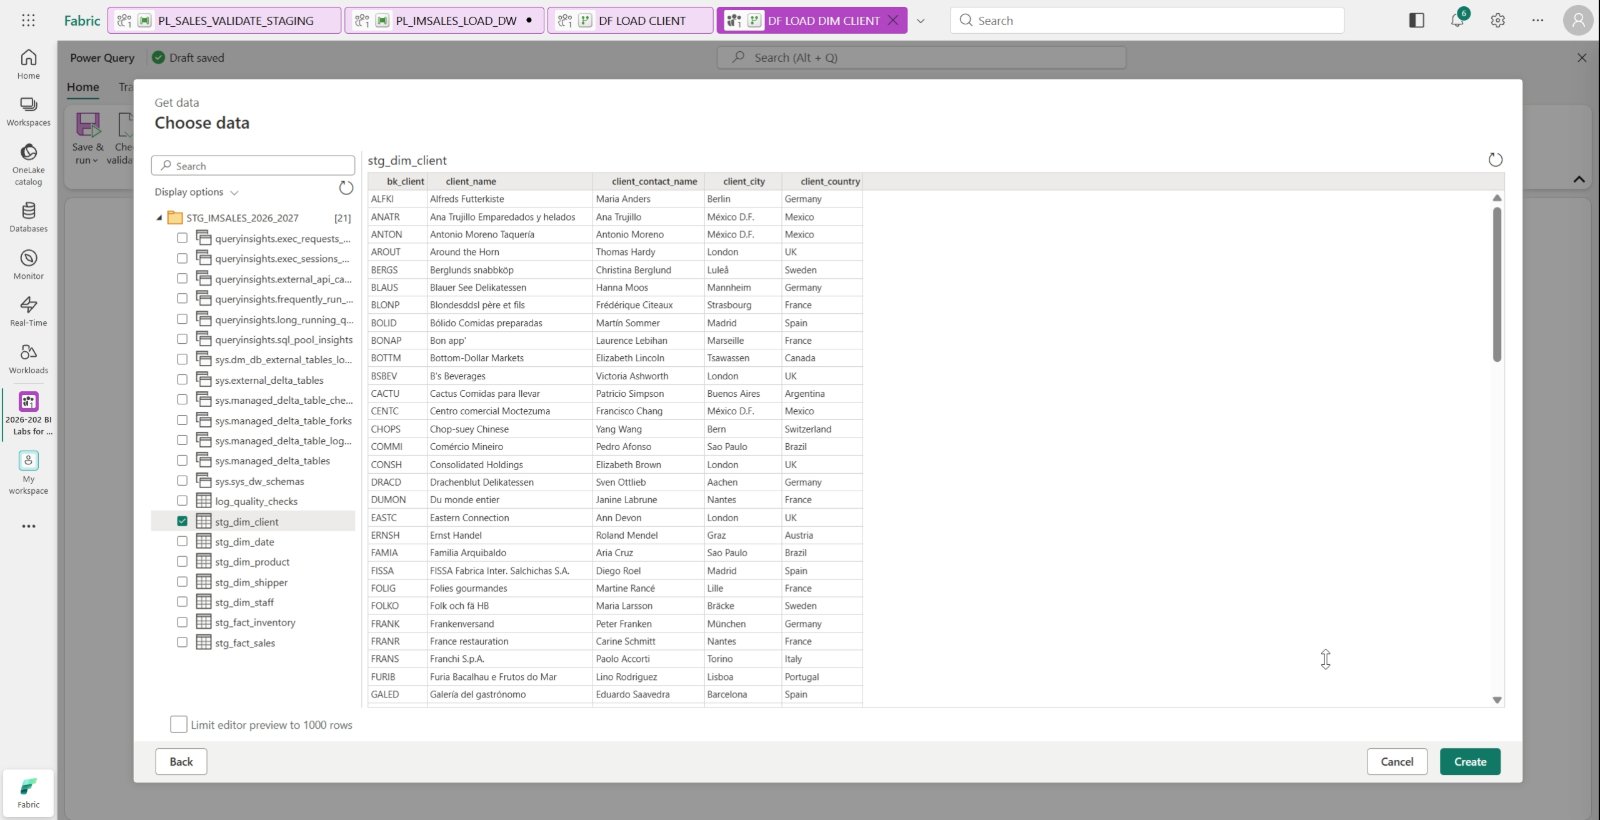 Fabric PL_SALES_VALIDATE_STAGING PL_IMSALES_LOAD_DW DF LOAD CLIENT DF LOAD DIM CLIENT Search 6
Home
Workspaces
OneLake
catalog
Databases
Monitor
Real-Time
Workloads
2026-202 BI
Labs for ...
My
workspace
Fabric
Power Query Draft saved Search (Alt + Q)
Home Tra
Save &
run
Che
valida
Get data
Choose data
Search
Display options
STG_IMSALES_2026_2027 [21]
queryinsights.exec_requests_...
queryinsights.exec_sessions_...
queryinsights.external_api_ca...
queryinsights.frequently_run_...
queryinsights.long_running_q...
queryinsights.sql_pool_insights
sys.dm_db_external_tables_lo...
sys.external_delta_tables
sys.managed_delta_table_che...
sys.managed_delta_table_forks
sys.managed_delta_table_log...
sys.managed_delta_tables
sys.sys_dw_schemas
log_quality_checks
stg_dim_client
stg_dim_date
stg_dim_product
stg_dim_shipper
stg_dim_staff
stg_fact_inventory
stg_fact_sales
stg_dim_client
bk_client client_name client_contact_name client_city client_country
ALFKI Alfreds Futterkiste Maria Anders Berlin Germany
ANATR Ana Trujillo Emparedados y helados Ana Trujillo México D.F. Mexico
ANTON Antonio Moreno Taquería Antonio Moreno México D.F. Mexico
AROUT Around the Horn Thomas Hardy London UK
BERGS Berglunds snabbköp Christina Berglund Luleå Sweden
BLAUS Blauer See Delikatessen Hanna Moos Mannheim Germany
BLONP Blondesddsl père et fils Frédérique Citeaux Strasbourg France
BOLID Bólido Comidas preparadas Martín Sommer Madrid Spain
BONAP Bon app' Laurence Lebihan Marseille France
BOTTM Bottom-Dollar Markets Elizabeth Lincoln Tsawassen Canada
BSBEV B's Beverages Victoria Ashworth London UK
CACTU Cactus Comidas para llevar Patricio Simpson Buenos Aires Argentina
CENTC Centro comercial Moctezuma Francisco Chang México D.F. Mexico
CHOPS Chop-suey Chinese Yang Wang Bern Switzerland
COMMI Comércio Mineiro Pedro Afonso Sao Paulo Brazil
CONSH Consolidated Holdings Elizabeth Brown London UK
DRACD Drachenblut Delikatessen Sven Ottlieb Aachen Germany
DUMON Du monde entier Janine Labrune Nantes France
EASTC Eastern Connection Ann Devon London UK
ERNSH Ernst Handel Roland Mendel Graz Austria
FAMIA Familia Arquibaldo Aria Cruz Sao Paulo Brazil
FISSA FISSA Fabrica Inter. Salchichas S.A. Diego Roel Madrid Spain
FOLIG Folies gourmandes Martine Rancé Lille France
FOLKO Folk och fä HB Maria Larsson Bräcke Sweden
FRANK Frankenversand Peter Franken München Germany
FRANR France restauration Carine Schmitt Nantes France
FRANS Franchi S.p.A. Paolo Accorti Torino Italy
FURIB Furia Bacalhau e Frutos do Mar Lino Rodriguez Lisboa Portugal
GALED Galería del gastrónomo Eduardo Saavedra Barcelona Spain
Limit editor preview to 1000 rows
Back Cancel Create